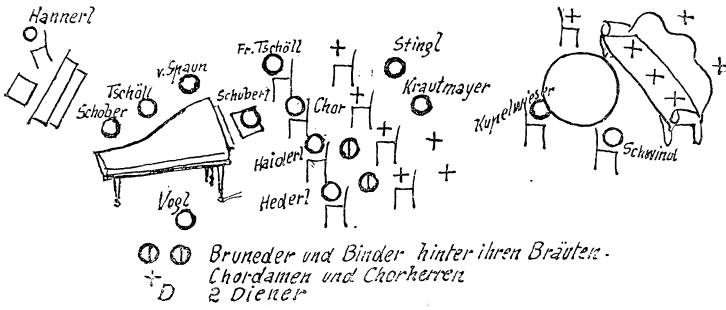 Hannerl
Fr. Tschöll
Stingl
v. Spaun
Tschöll
Schubert
Chor
Krautmayer
Kupelwieser
Schober
Haiderl
Schwind
Vogl
Hederl
Bruneder und Binder hinter ihren Bräuten.
Chordamen und Chorherren
D 2 Diener